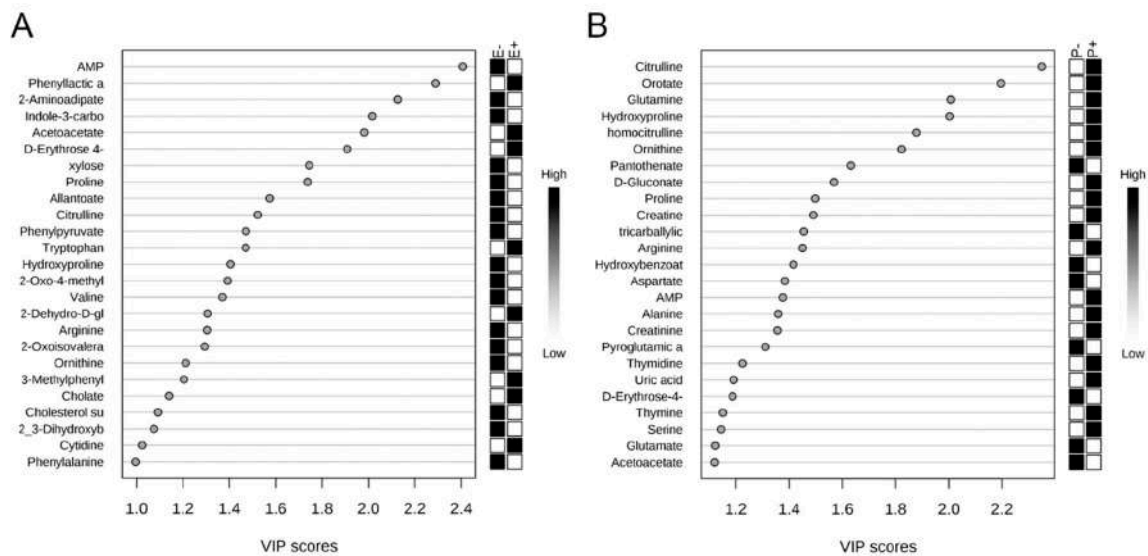 A
E-
E+
AMP
Phenyllactic a
2-Aminoadipate
Indole-3-carbo
Acetoacetate
D-Erythrose 4-
xylose
Proline
Allantoate
Citrulline
Phenylpyruvate
Tryptophan
Hydroxyproline
2-Oxo-4-methyl
Valine
2-Dehydro-D-gl
Arginine
2-Oxoisovalera
Ornithine
3-Methylphenyl
Cholate
Cholesterol su
2_3-Dihydroxyb
Cytidine
Phenylalanine
High
Low
1.0 1.2 1.4 1.6 1.8 2.0 2.2 2.4
VIP scores
B
P-
P+
Citrulline
Orotate
Glutamine
Hydroxyproline
homocitrulline
Ornithine
Pantothenate
D-Gluconate
Proline
Creatine
tricarballylic
Arginine
Hydroxybenzoat
Aspartate
AMP
Alanine
Creatinine
Pyroglutamic a
Thymidine
Uric acid
D-Erythrose-4-
Thymine
Serine
Glutamate
Acetoacetate
High
Low
1.2 1.4 1.6 1.8 2.0 2.2
VIP scores